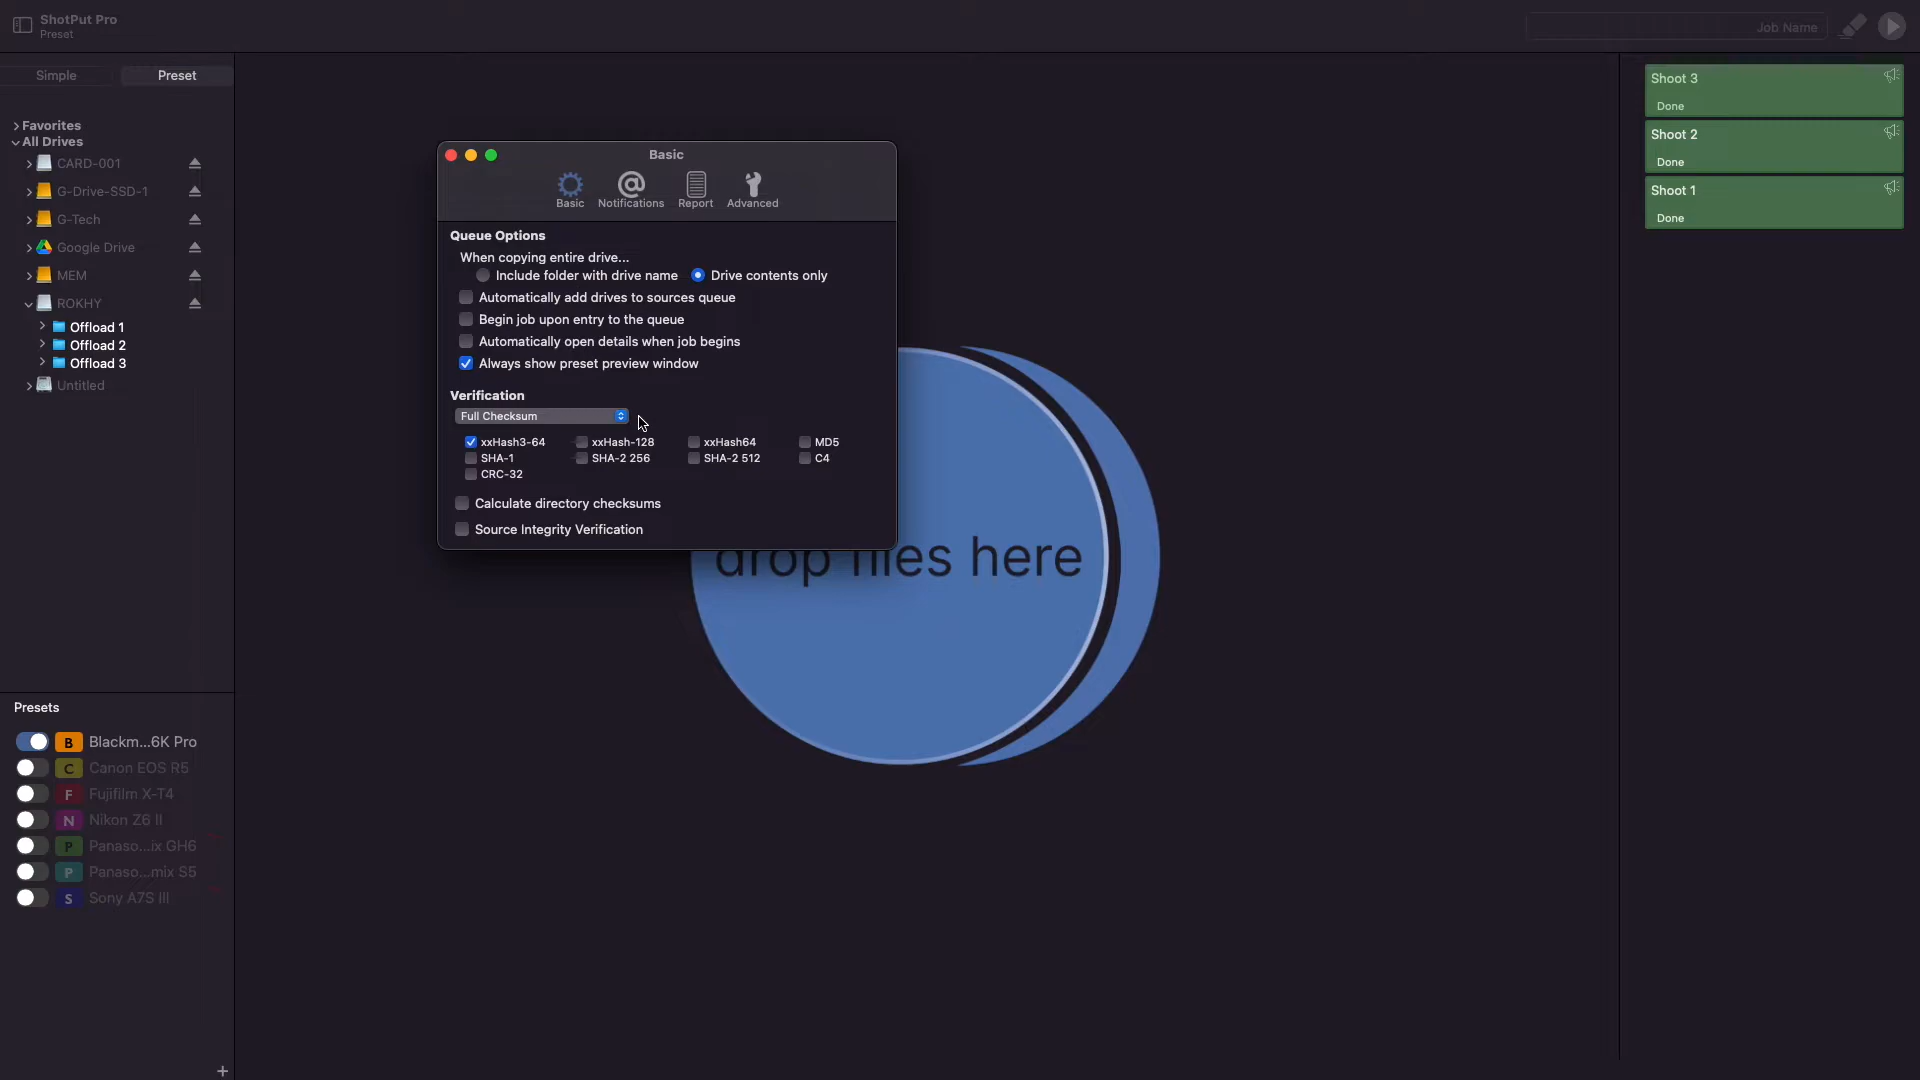 ShotPut Pro
Preset
Job Name
Simple Preset
Favorites
All Drives
CARD-001
G-Drive-SSD-1
G-Tech
Google Drive
MEM
ROKHY
Offload 1
Offload 2
Offload 3
Untitled
Presets
B Blackm...6K Pro
C Canon EOS R5
F Fujifilm X-T4
N Nikon Z6 II
P Panaso...ix GH6
P Panaso...mix S5
S Sony A7S III
+
Basic
Basic Notifications Report Advanced
Queue Options
When copying entire drive...
Include folder with drive name Drive contents only
Automatically add drives to sources queue
Begin job upon entry to the queue
Automatically open details when job begins
Always show preset preview window
Verification
Full Checksum
xxHash3-64 xxHash-128 xxHash64 MD5
SHA-1 SHA-2 256 SHA-2 512 C4
CRC-32
Calculate directory checksums
Source Integrity Verification
drop files here
Shoot 3
Done
Shoot 2
Done
Shoot 1
Done